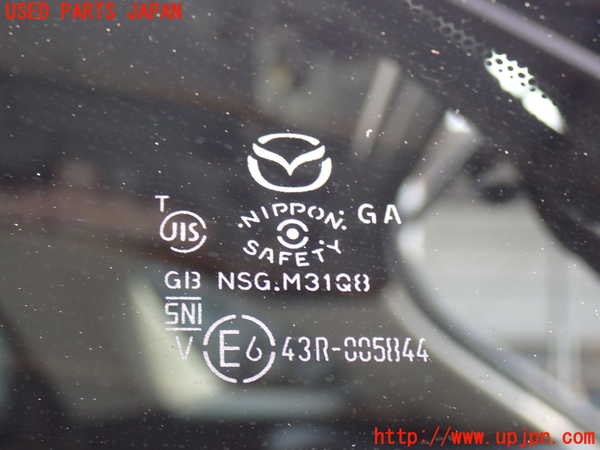 USED PARTS JAPAN
T
JIS
NIPPON
SAFETY
GA
GB NSG.M31Q8
SNI
V E6 43R-005844
http://www.upjpn.com